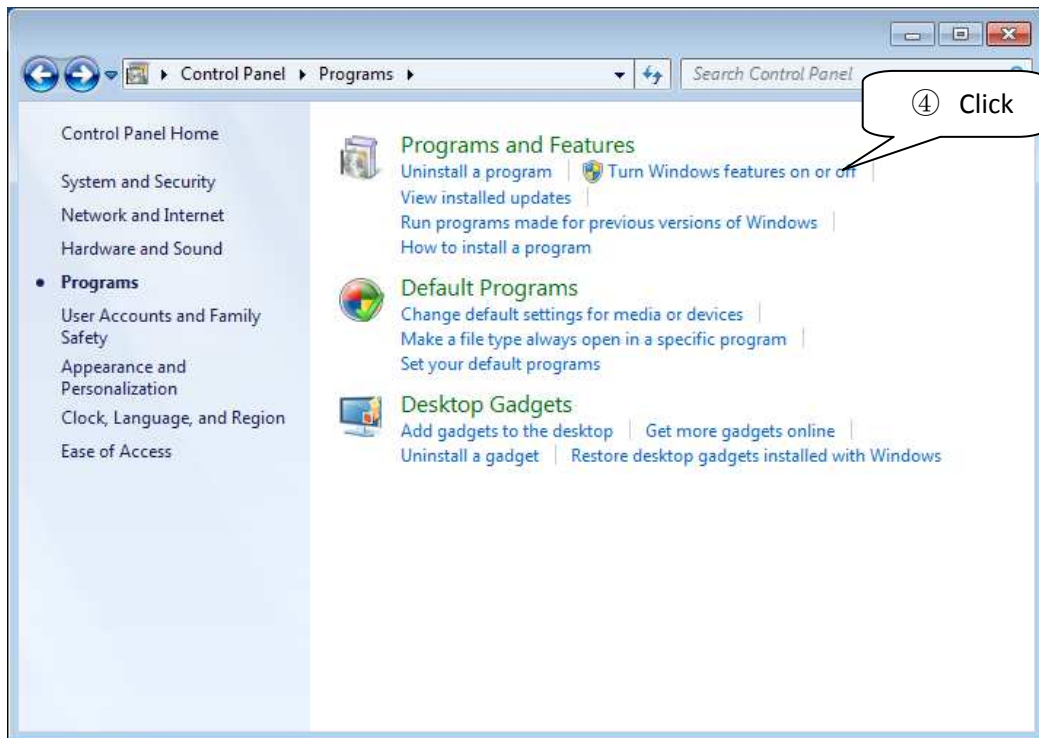 Control Panel Programs Search Control Panel
④ Click
Control Panel Home
System and Security
Network and Internet
Hardware and Sound
• Programs
User Accounts and Family
Safety
Appearance and
Personalization
Clock, Language, and Region
Ease of Access
Programs and Features
Uninstall a program Turn Windows features on or off
View installed updates
Run programs made for previous versions of Windows
How to install a program
Default Programs
Change default settings for media or devices
Make a file type always open in a specific program
Set your default programs
Desktop Gadgets
Add gadgets to the desktop Get more gadgets online
Uninstall a gadget Restore desktop gadgets installed with Windows